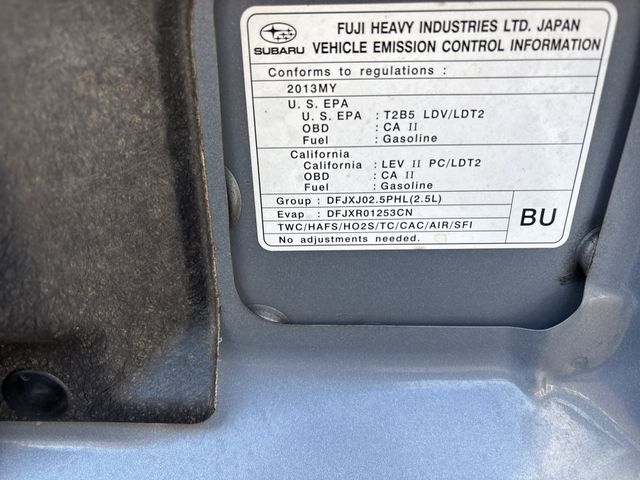 SUBARU
FUJI HEAVY INDUSTRIES LTD. JAPAN
VEHICLE EMISSION CONTROL INFORMATION
Conforms to regulations :
2013MY
U. S. EPA
U. S. EPA : T2B5 LDV/LDT2
OBD : CA II
Fuel : Gasoline
California
California : LEV II PC/LDT2
OBD : CA II
Fuel : Gasoline
Group : DFJXJ02.5PHL(2.5L)
Evap : DFJXR01253CN
TWC/HAFS/HO2S/TC/CAC/AIR/SFI
No adjustments needed.
BU